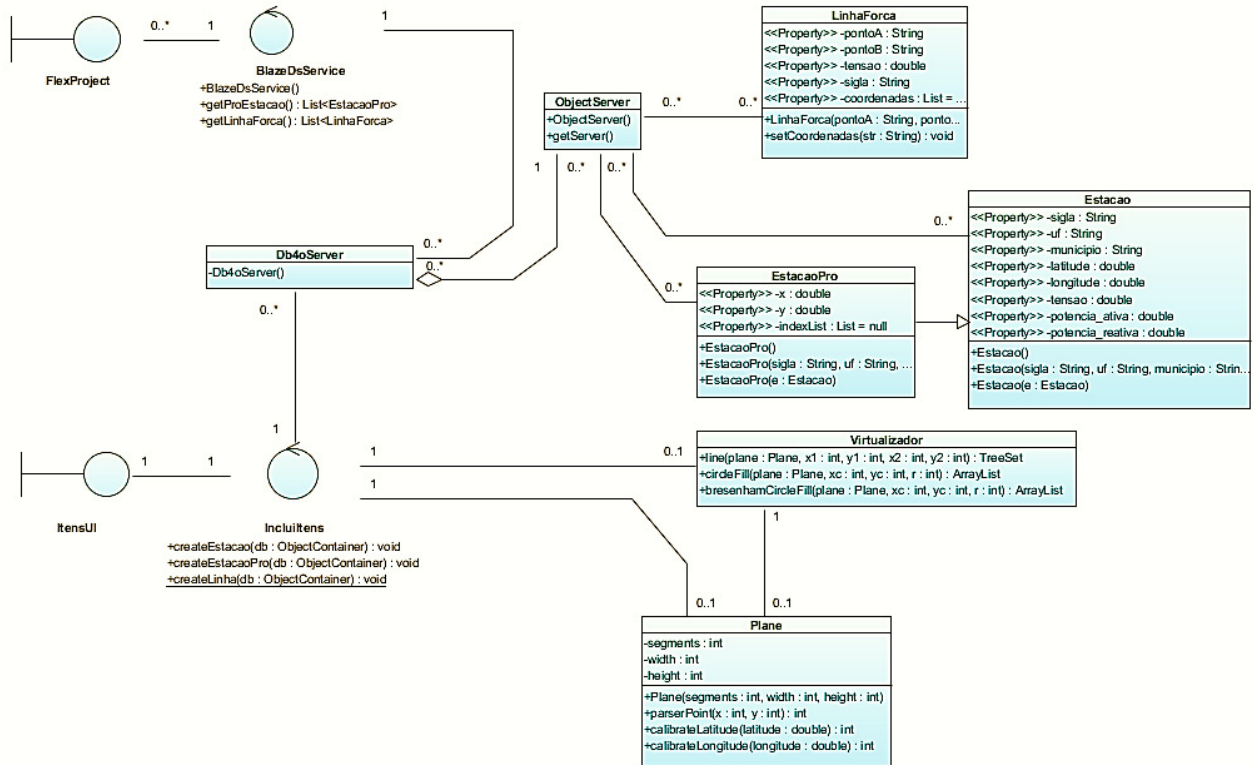 0..*
1
FlexProject
BlazeDsService
+BlazeDsService()
+getProEstacao() : List<EstacaoPro>
+getLinhaForca() : List<LinhaForca>
1
LinhaForca
<<Property>> -pontoA : String
<<Property>> -pontoB : String
<<Property>> -tensao : double
<<Property>> -sigla : String
<<Property>> -coordenadas : List = ...
+LinhaForca(pontoA : String, ponto...
+setCoordenadas(str : String) : void
ObjectServer
+ObjectServer()
+getServer()
0..*
0..*
1
0..*
0..*
Estacao
<<Property>> -sigla : String
<<Property>> -uf : String
<<Property>> -municipio : String
<<Property>> -latitude : double
<<Property>> -longitude : double
<<Property>> -tensao : double
<<Property>> -potencia_ativa : double
<<Property>> -potencia_reativa : double
+Estacao()
+Estacao(sigla : String, uf : String, municipio : Strin...
+Estacao(e : Estacao)
0..*
Db4oServer
-Db4oServer()
0..*
0..*
0..*
EstacaoPro
<<Property>> -x : double
<<Property>> -y : double
<<Property>> -indexList : List = null
+EstacaoPro()
+EstacaoPro(sigla : String, uf : String, ...
+EstacaoPro(e : Estacao)
0..*
1
1
1
ItensUI
IncluiItens
+createEstacao(db : ObjectContainer) : void
+createEstacaoPro(db : ObjectContainer) : void
+createLinha(db : ObjectContainer) : void
1
0..1
1
Virtualizador
+line(plane : Plane, x1 : int, y1 : int, x2 : int, y2 : int) : TreeSet
+circleFill(plane : Plane, xc : int, yc : int, r : int) : ArrayList
+bresenhamCircleFill(plane : Plane, xc : int, yc : int, r : int) : ArrayList
1
0..1
0..1
Plane
-segments : int
-width : int
-height : int
+Plane(segments : int, width : int, height : int)
+parserPoint(x : int, y : int) : int
+calibrateLatitude(latitude : double) : int
+calibrateLongitude(longitude : double) : int